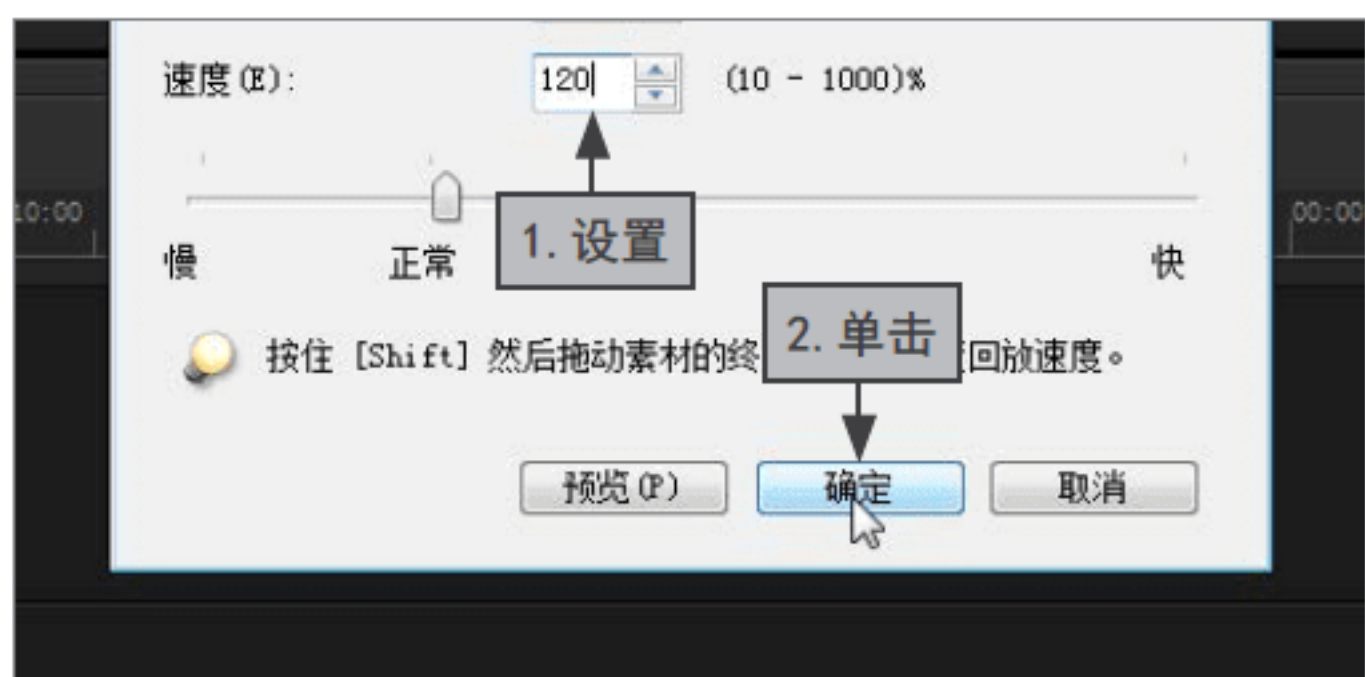 速度(E): 120 (10 - 1000)%
10:00
00:00
慢 正常 1. 设置 快
2. 单击
按住 [Shift] 然后拖动素材的终 回放速度。
预览(P) 确定 取消